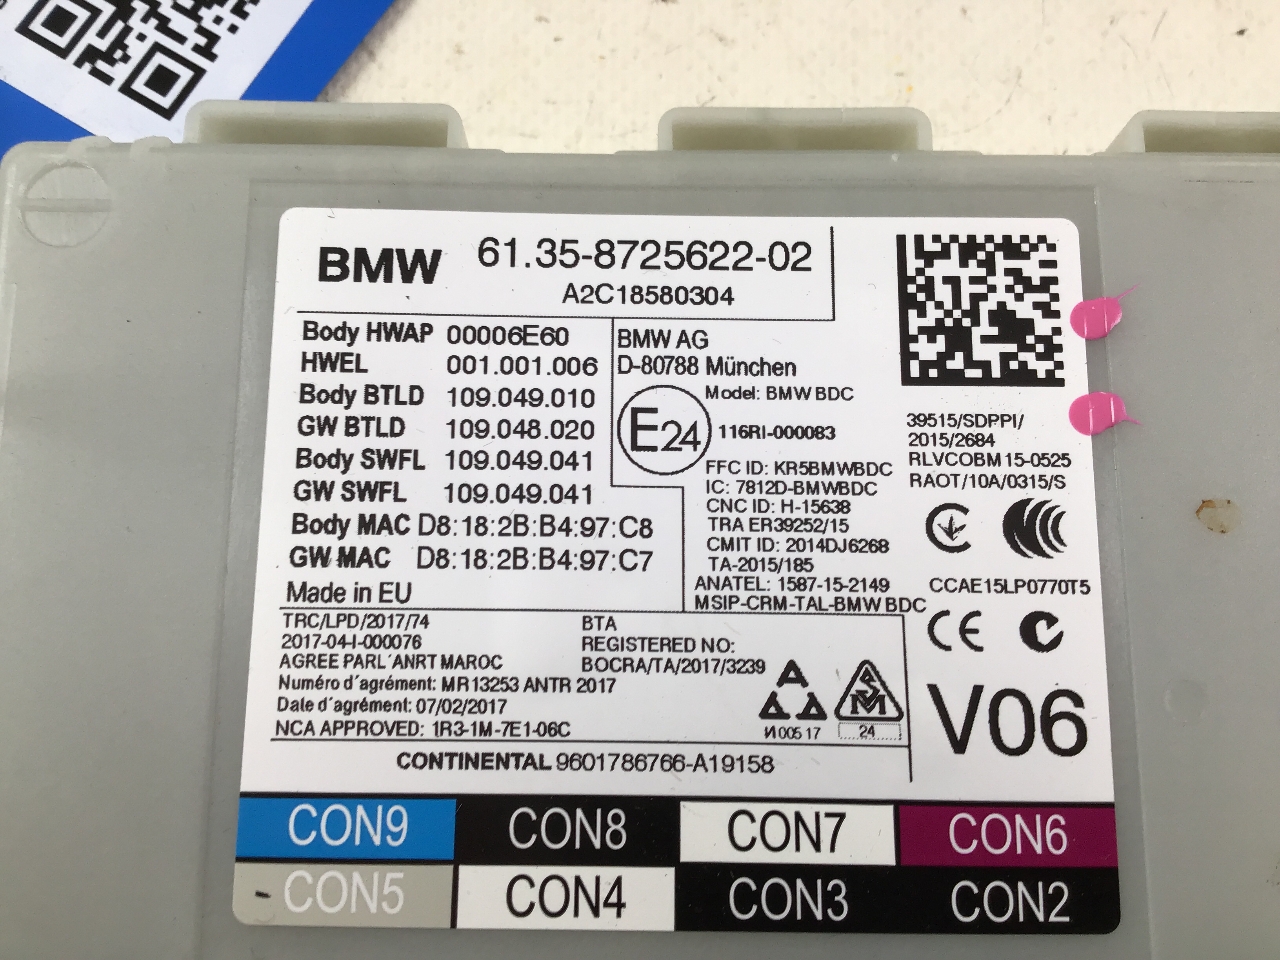 BMW 61.35-8725622-02
A2C18580304
Body HWAP 00006E60
HWEL 001.001.006
Body BTLD 109.049.010
GW BTLD 109.048.020
Body SWFL 109.049.041
GW SWFL 109.049.041
Body MAC D8:18:2B:B4:97:C8
GW MAC D8:18:2B:B4:97:C7
Made in EU
BMW AG
D-80788 München
Model: BMW BDC
E24 116RI-000083
FFC ID: KR5BMWBDC
IC: 7812D-BMWBDC
CNC ID: H-15638
TRA ER39252/15
CMIT ID: 2014DJ6268
TA-2015/185
ANATEL: 1587-15-2149
MSIP-CRM-TAL-BMW BDC
39515/SDPPI/
2015/2684
RLVCOBM15-0525
RAOT/10A/0315/S
CCAE15LP0770T5
CE
V06
TRC/LPD/2017/74
2017-04-I-000076
AGREE PARL´ANRT MAROC
Numéro d´agrément: MR13253 ANTR 2017
Date d´agrément: 07/02/2017
NCA APPROVED: 1R3-1M-7E1-06C
BTA
REGISTERED NO:
BOCRA/TA/2017/3239
И005 17
24
CONTINENTAL 9601786766-A19158
CON9 CON8 CON7 CON6
CON5 CON4 CON3 CON2